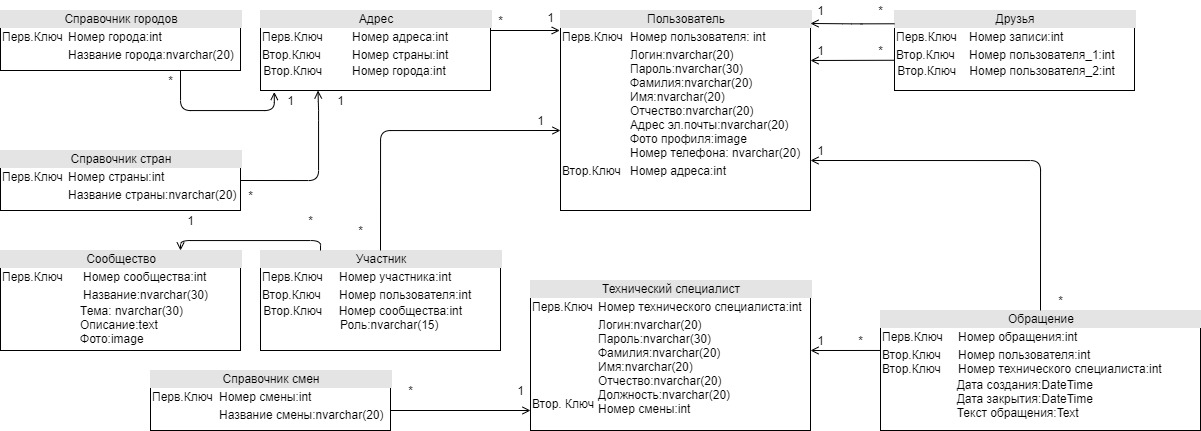 Справочник городов
Перв.Ключ Номер города:int
Название города:nvarchar(20)
*
1
Адрес
Перв.Ключ Номер адреса:int
Втор.Ключ Номер страны:int
Втор.Ключ Номер города:int
*
1
Пользователь
Перв.Ключ Номер пользователя: int
Логин:nvarchar(20)
Пароль:nvarchar(30)
Фамилия:nvarchar(20)
Имя:nvarchar(20)
Отчество:nvarchar(20)
Адрес эл.почты:nvarchar(20)
Фото профиля:image
Номер телефона: nvarchar(20)
Втор.Ключ Номер адреса:int
1
*
1
*
Друзья
Перв.Ключ Номер записи:int
Втор.Ключ Номер пользователя_1:int
Втор.Ключ Номер пользователя_2:int
Справочник стран
Перв.Ключ Номер страны:int
Название страны:nvarchar(20)
*
1
1
*
1
*
Сообщество
Перв.Ключ Номер сообщества:int
Название:nvarchar(30)
Тема: nvarchar(30)
Описание:text
Фото:image
Участник
Перв.Ключ Номер участника:int
Втор.Ключ Номер пользователя:int
Втор.Ключ Номер сообщества:int
Роль:nvarchar(15)
Технический специалист
Перв.Ключ Номер технического специалиста:int
Логин:nvarchar(20)
Пароль:nvarchar(30)
Фамилия:nvarchar(20)
Имя:nvarchar(20)
Отчество:nvarchar(20)
Должность:nvarchar(20)
Втор. Ключ Номер смены:int
1
*
1
*
Обращение
Перв.Ключ Номер обращения:int
Втор.Ключ Номер пользователя:int
Втор.Ключ Номер технического специалиста:int
Дата создания:DateTime
Дата закрытия:DateTime
Текст обращения:Text
Справочник смен
Перв.Ключ Номер смены:int
Название смены:nvarchar(20)
*
1